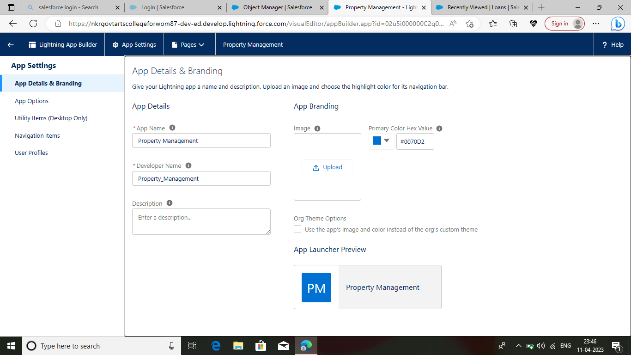 salesforce login - Search
Login | Salesforce
Object Manager | Salesforce
Property Management - Ligh
Recently Viewed | Loans | Sale
https://nkrqovtartscollegeforwom87-dev-ed.develop.lightning.force.com/visualEditor/appBuilder.app?id=02u5i000000C2q0...
Sign in
Lightning App Builder
App Settings
Pages
Property Management
? Help
App Settings
App Details & Branding
App Options
Utility Items (Desktop Only)
Navigation Items
User Profiles
App Details & Branding
Give your Lightning app a name and description. Upload an image and choose the highlight color for its navigation bar.
App Details
* App Name
Property Management
* Developer Name
Property_Management
Description
Enter a description...
App Branding
Image
Primary Color Hex Value
#0070D2
Upload
Org Theme Options
Use the app's image and color instead of the org's custom theme
App Launcher Preview
PM
Property Management
Type here to search
ENG
23:46
11-04-2023